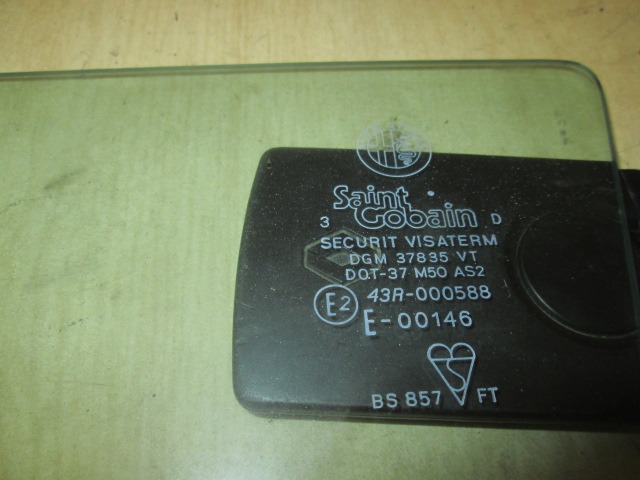 Saint
3 Gobain D
SECURIT VISATERM
DGM 37835 VT
DOT-37 M50 AS2
E2 43R-000588
E-00146
BS 857 FT